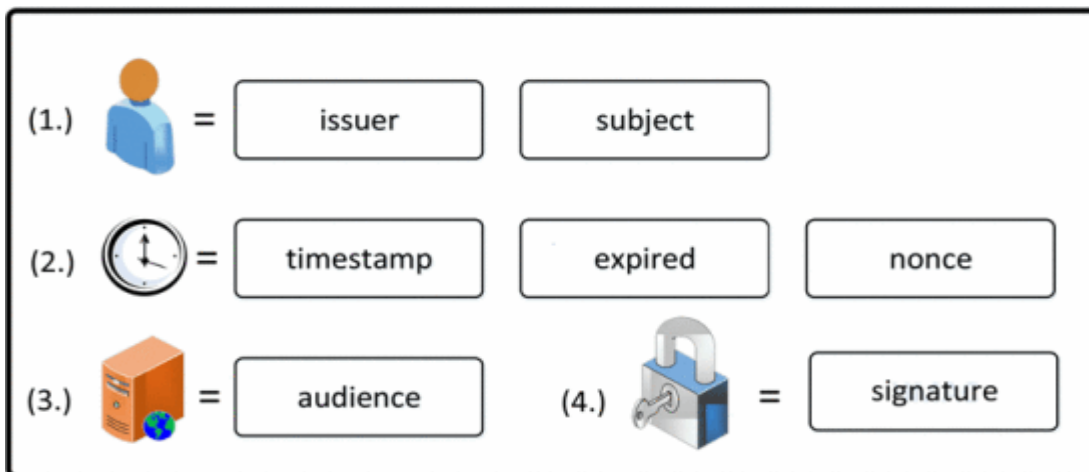 (1.) = issuer subject
(2.) = timestamp expired nonce
(3.) = audience (4.) = signature